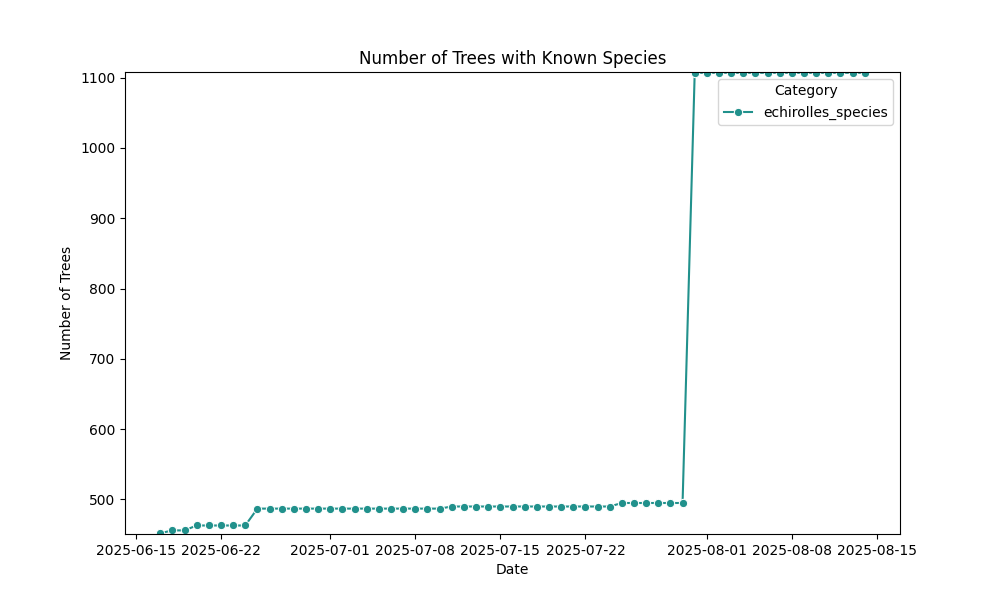 Number of Trees with Known Species
Number of Trees
1100
1000
900
800
700
600
500
Category
echirolles_species
2025-06-15 2025-06-22 2025-07-01 2025-07-08 2025-07-15 2025-07-22 2025-08-01 2025-08-08 2025-08-15
Date